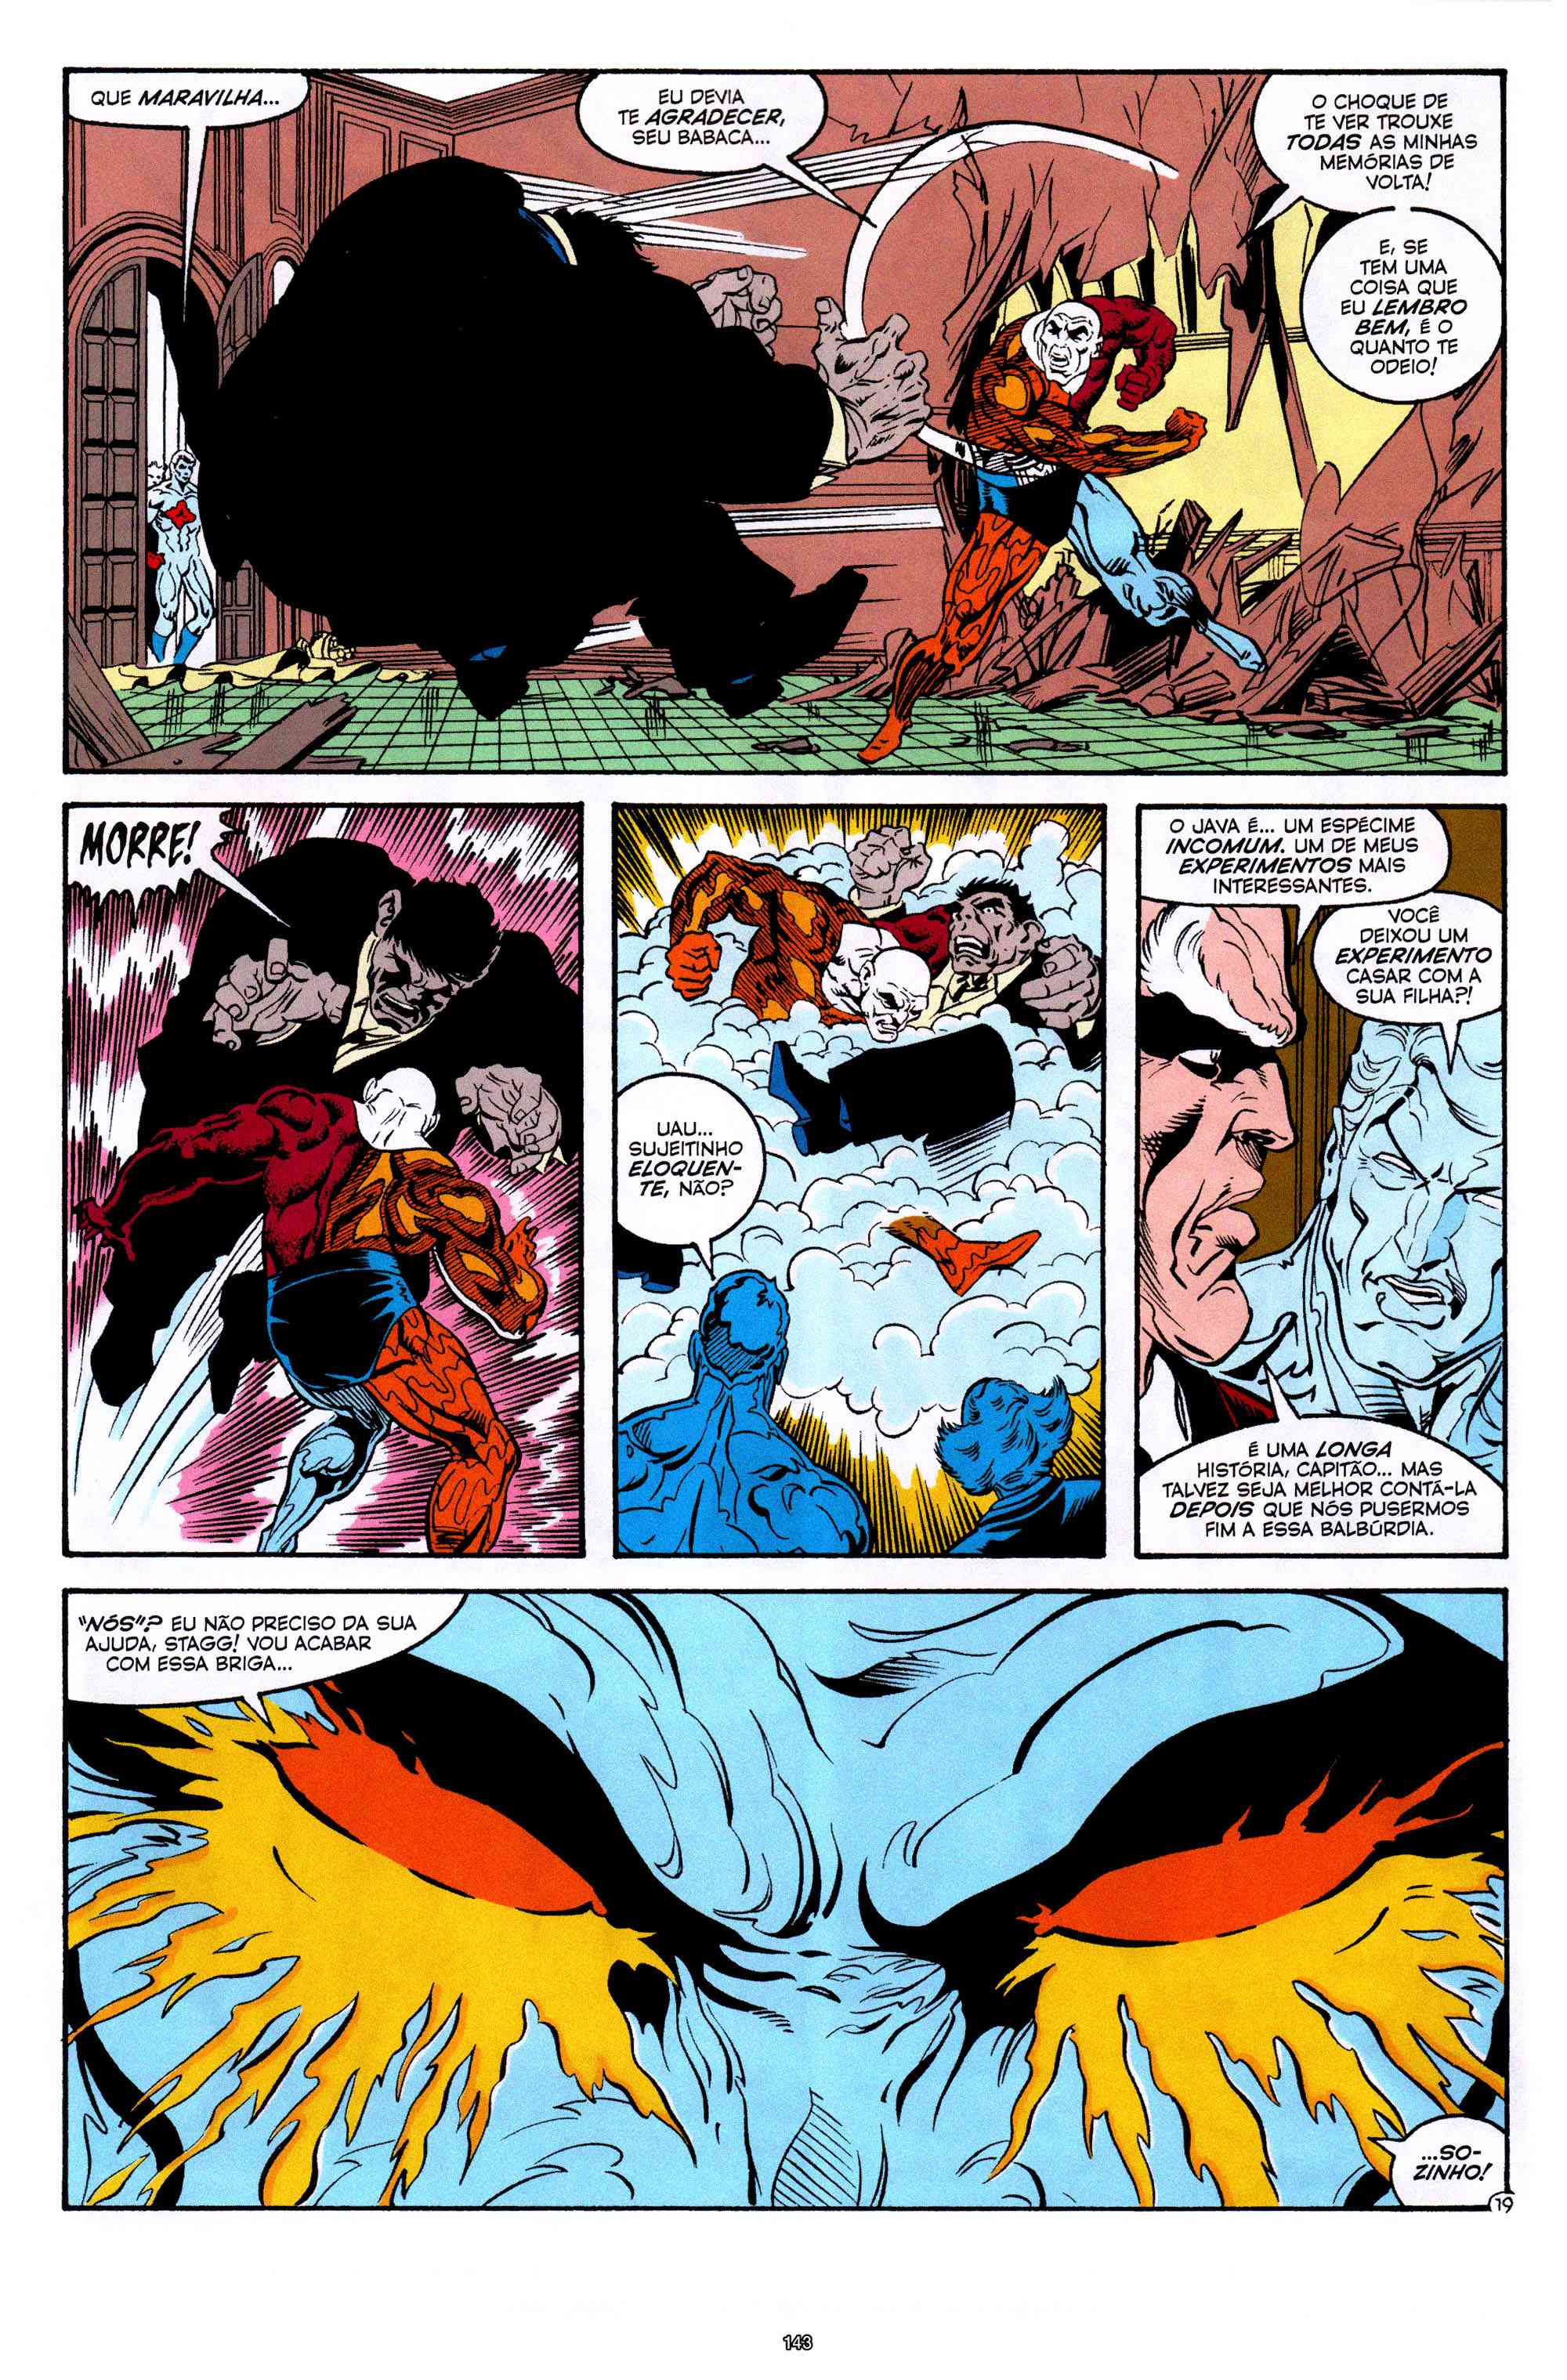 QUE MARAVILHA...
EU DEVIA
TE AGRADECER,
SEU BABACA...
O CHOQUE DE
TE VER TROUXE
TODAS AS MINHAS
MEMÓRIAS DE
VOLTA!
E, SE
TEM UMA
COISA QUE
EU LEMBRO
BEM, É O
QUANTO TE
ODEIO!
MORRE!
UAU...
SUJEITINHO
ELOQUEN-
TE, NÃO?
O JAVA É... UM ESPÉCIME
INCOMUM. UM DE MEUS
EXPERIMENTOS MAIS
INTERESSANTES.
VOCÊ
DEIXOU UM
EXPERIMENTO
CASAR COM A
SUA FILHA?!
É UMA LONGA
HISTÓRIA, CAPITÃO... MAS
TALVEZ SEJA MELHOR CONTÁ-LA
DEPOIS QUE NÓS PUSERMOS
FIM A ESSA BALBÚRDIA.
"NÓS"? EU NÃO PRECISO DA SUA
AJUDA, STAGG! VOU ACABAR
COM ESSA BRIGA...
...SO-
ZINHO!
19
143